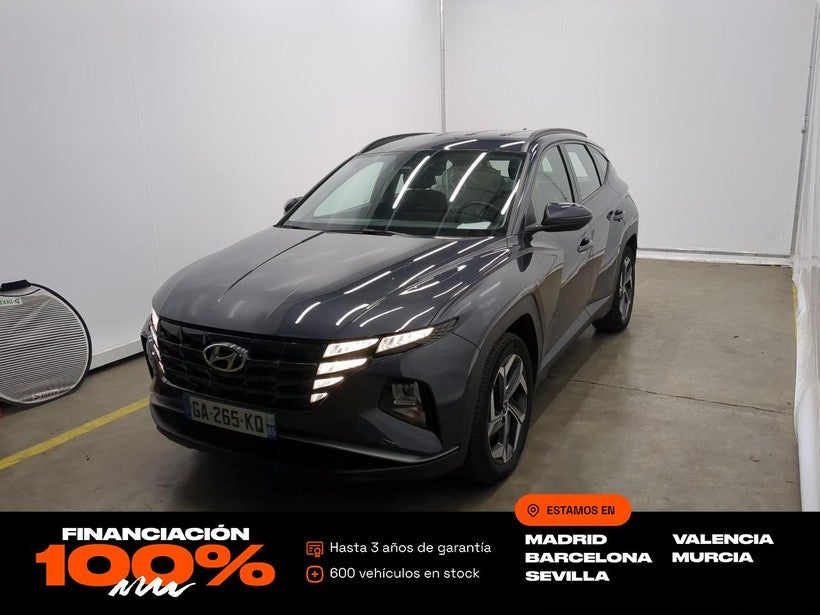 DEKRA
GA-265-KQ
FINANCIACIÓN
100%
Hasta 3 años de garantía
600 vehículos en stock
ESTAMOS EN
MADRID
BARCELONA
SEVILLA
VALENCIA
MURCIA